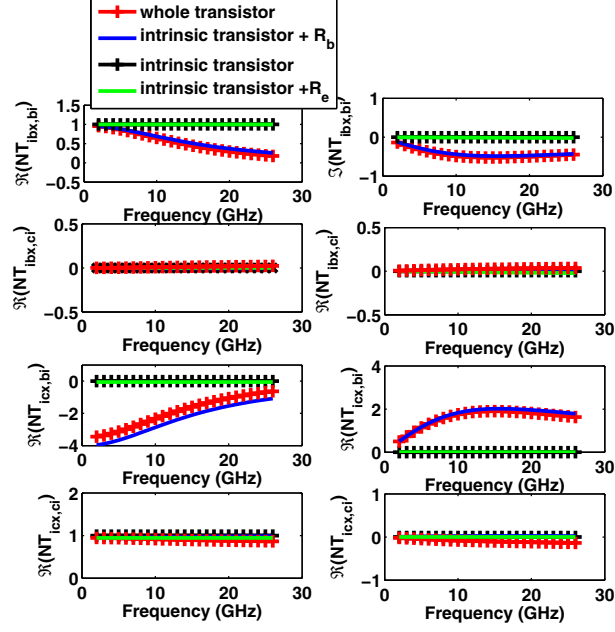 whole transistor
intrinsic transistor + R_b
intrinsic transistor
intrinsic transistor +R_e
ℜ(NT_ibx,bi)
1.5
1
0.5
0
−0.5
0 10 20 30
Frequency (GHz)
ℑ(NT_ibx,bi)
1
0
−1
0 10 20 30
Frequency (GHz)
ℜ(NT_ibx,ci)
0.5
0
−0.5
0 10 20 30
Frequency (GHz)
ℜ(NT_ibx,ci)
0.5
0
−0.5
0 10 20 30
Frequency (GHz)
ℜ(NT_icx,bi)
0
−2
−4
0 10 20 30
Frequency (GHz)
ℜ(NT_icx,bi)
4
2
0
0 10 20 30
Frequency (GHz)
ℜ(NT_icx,ci)
2
1
0
0 10 20 30
Frequency (GHz)
ℜ(NT_icx,ci)
1
0
−1
0 10 20 30
Frequency (GHz)